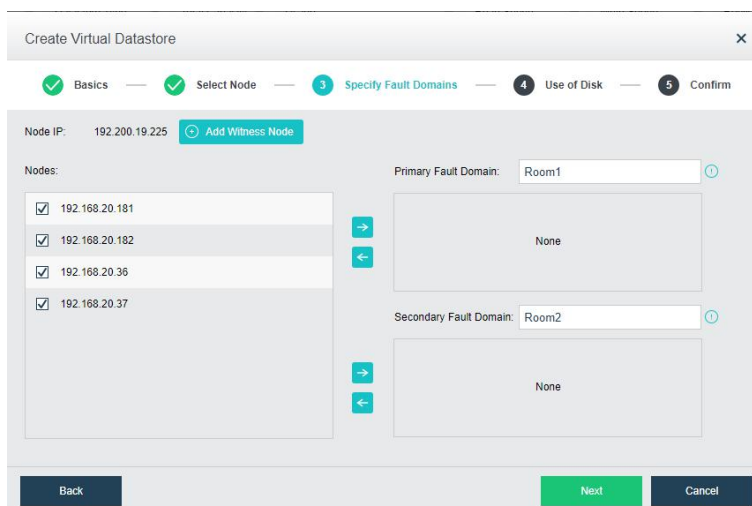 Create Virtual Datastore
Basics
Select Node
3 Specify Fault Domains
4 Use of Disk
5 Confirm
Node IP: 192.200.19.225 Add Witness Node
Nodes:
192.168.20.181
192.168.20.182
192.168.20.36
192.168.20.37
Primary Fault Domain: Room1
None
Secondary Fault Domain: Room2
None
Back
Next
Cancel